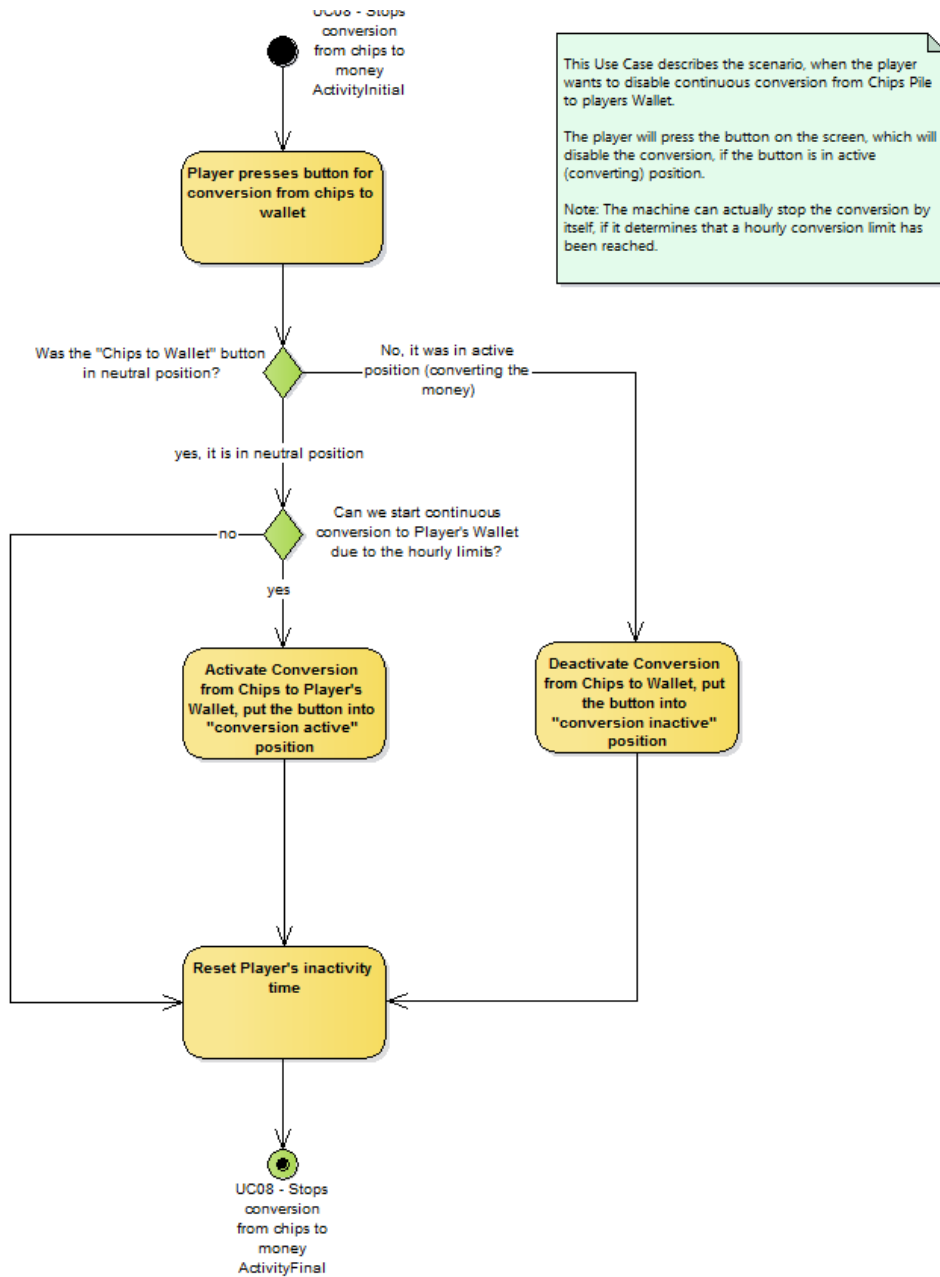 UC08 - Stops
conversion
from chips to
money
ActivityInitial
This Use Case describes the scenario, when the player
wants to disable continuous conversion from Chips Pile
to players Wallet.
The player will press the button on the screen, which will
disable the conversion, if the button is in active
(converting) position.
Note: The machine can actually stop the conversion by
itself, if it determines that a hourly conversion limit has
been reached.
Player presses button for
conversion from chips to
wallet
Was the "Chips to Wallet" button
in neutral position?
No, it was in active
position (converting the
money)
yes, it is in neutral position
Can we start continuous
conversion to Player's Wallet
due to the hourly limits?
no
yes
Activate Conversion
from Chips to Player's
Wallet, put the button into
"conversion active"
position
Deactivate Conversion
from Chips to Wallet, put
the button into
"conversion inactive"
position
Reset Player's inactivity
time
UC08 - Stops
conversion
from chips to
money
ActivityFinal